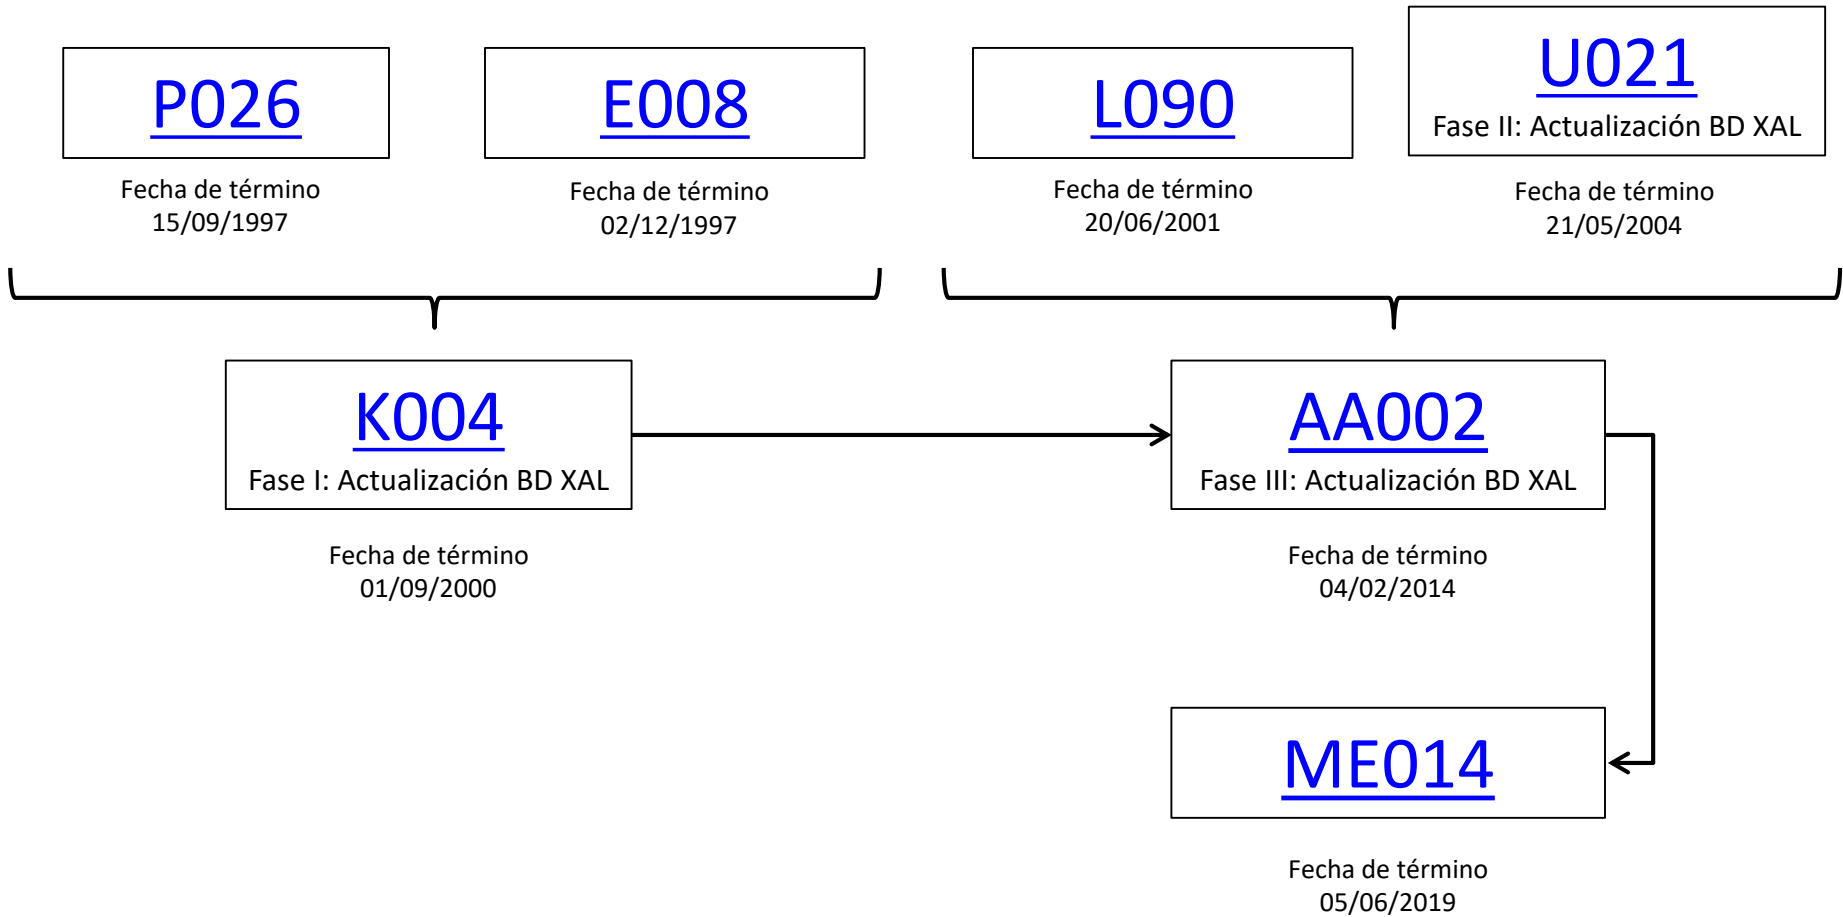 P026
Fecha de término
15/09/1997
E008
Fecha de término
02/12/1997
L090
Fecha de término
20/06/2001
U021
Fase II: Actualización BD XAL
Fecha de término
21/05/2004
K004
Fase I: Actualización BD XAL
Fecha de término
01/09/2000
AA002
Fase III: Actualización BD XAL
Fecha de término
04/02/2014
ME014
Fecha de término
05/06/2019